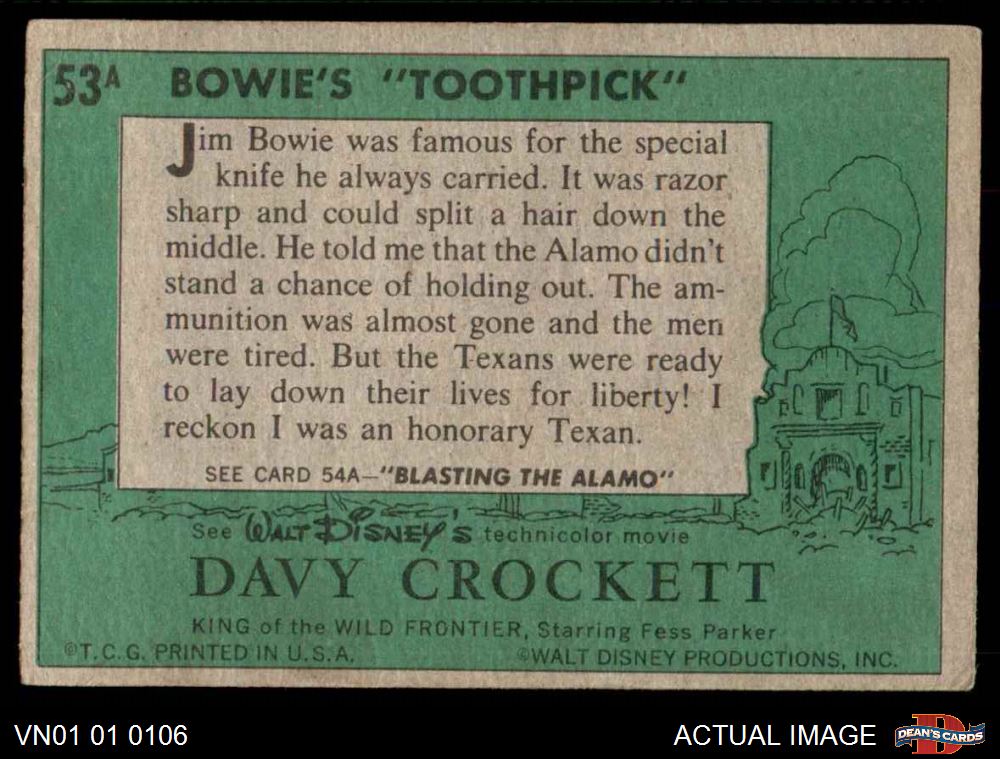 53A BOWIE'S "TOOTHPICK"
Jim Bowie was famous for the special
knife he always carried. It was razor
sharp and could split a hair down the
middle. He told me that the Alamo didn't
stand a chance of holding out. The am-
munition was almost gone and the men
were tired. But the Texans were ready
to lay down their lives for liberty! I
reckon I was an honorary Texan.
SEE CARD 54A—"BLASTING THE ALAMO"
See WALT DISNEY'S technicolor movie
DAVY CROCKETT
KING of the WILD FRONTIER, Starring Fess Parker
©T.C.G. PRINTED IN U.S.A. ©WALT DISNEY PRODUCTIONS, INC.
VN01 01 0106 ACTUAL IMAGE DEAN'S CARDS